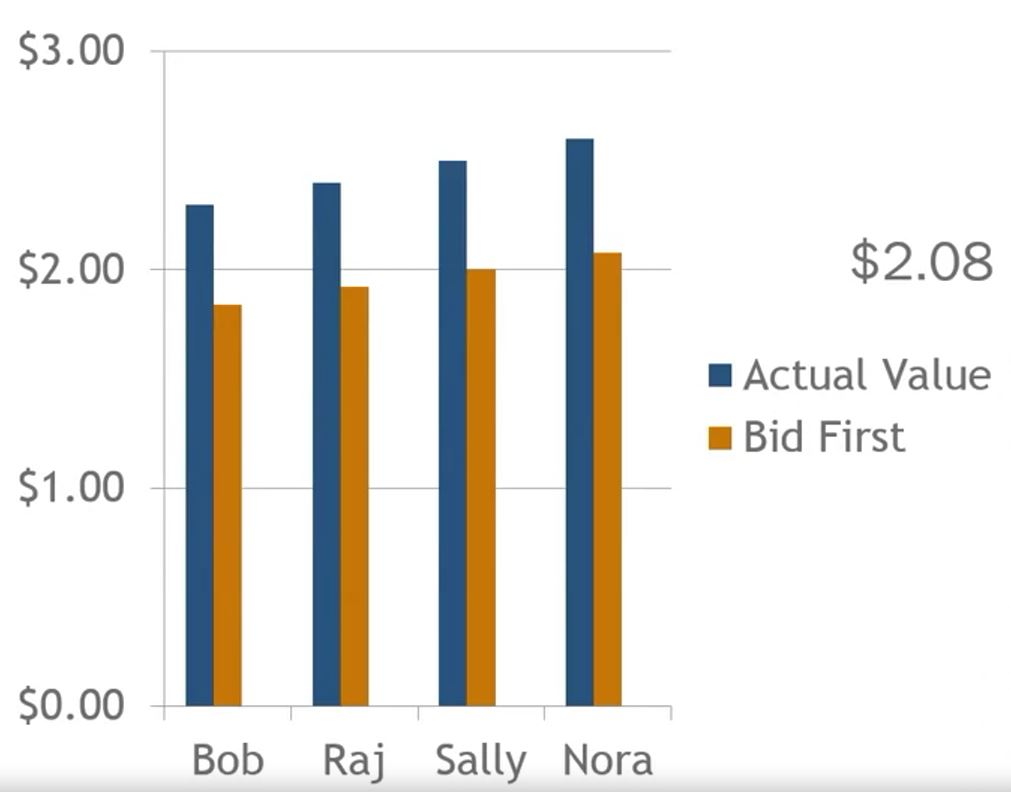 $3.00
$2.00
$1.00
$0.00
Bob Raj Sally Nora
$2.08
Actual Value
Bid First